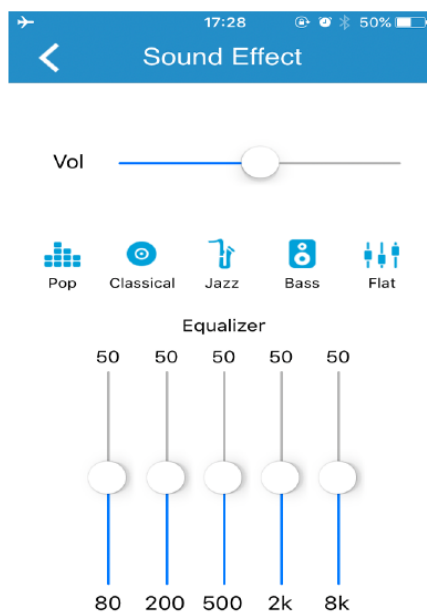 17:28 50%
Sound Effect
Vol
Pop Classical Jazz Bass Flat
Equalizer
50 50 50 50 50
80 200 500 2k 8k